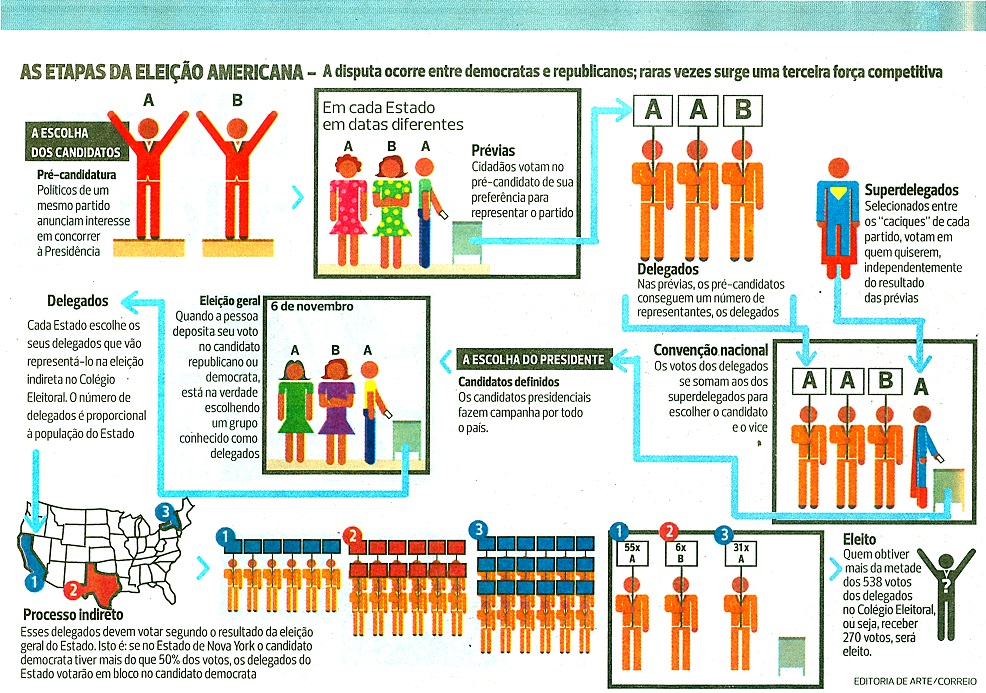 AS ETAPAS DA ELEIÇÃO AMERICANA – A disputa ocorre entre democratas e republicanos; raras vezes surge uma terceira força competitiva
A ESCOLHA
DOS CANDIDATOS
A
B
Pré-candidatura
Políticos de um
mesmo partido
anunciam interesse
em concorrer
à Presidência
Em cada Estado
em datas diferentes
A B A
Prévias
Cidadãos votam no
pré-candidato de sua
preferência para
representar o partido
A A B
Delegados
Nas prévias, os pré-candidatos
conseguem um número de
representantes, os delegados
Superdelegados
Selecionados entre
os "caciques" de cada
partido, votam em
quem quiserem,
independentemente
do resultado
das prévias
Convenção nacional
Os votos dos delegados
se somam aos dos
superdelegados para
escolher o candidato
e o vice
A A B A
A ESCOLHA DO PRESIDENTE
Candidatos definidos
Os candidatos presidenciais
fazem campanha por todo
o país.
Eleição geral
Quando a pessoa
deposita seu voto
no candidato
republicano ou
democrata,
está na verdade
escolhendo
um grupo
conhecido como
delegados
6 de novembro
A B A
Delegados
Cada Estado escolhe os
seus delegados que vão
representá-lo na eleição
indireta no Colégio
Eleitoral. O número de
delegados é proporcional
à população do Estado
3
1
2
Processo indireto
Esses delegados devem votar segundo o resultado da eleição
geral do Estado. Isto é: se no Estado de Nova York o candidato
democrata tiver mais do que 50% dos votos, os delegados do
Estado votarão em bloco no candidato democrata
1
2
3
1
55x
A
2
6x
B
3
31x
A
Eleito
Quem obtiver
mais da metade
dos 538 votos
dos delegados
no Colégio Eleitoral,
ou seja, receber
270 votos, será
eleito.
?
EDITORIA DE ARTE/CORREIO